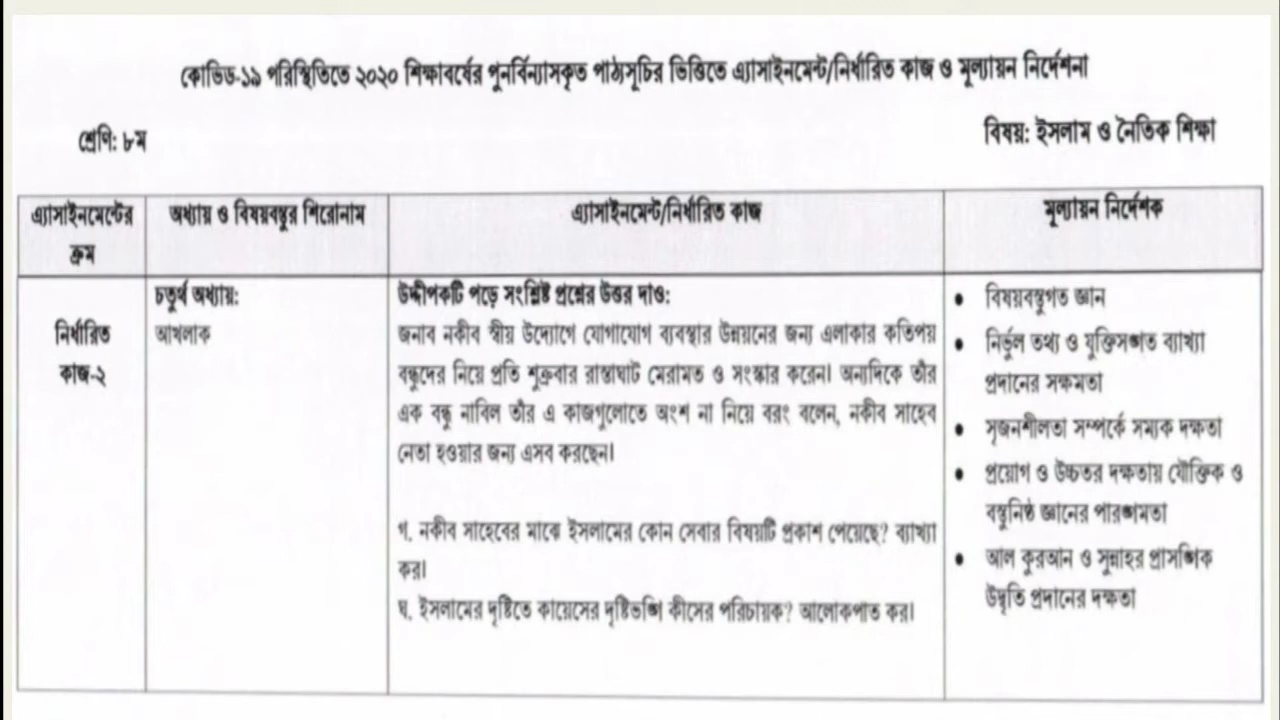 কোভিড-১৯ পরিস্থিতিতে ২০২০ শিক্ষাবর্ষের পুনর্বিন্যাসকৃত পাঠ্যসূচির ভিত্তিতে এ্যাসাইনমেন্ট/নির্ধারিত কাজ ও মূল্যায়ন নির্দেশনা
শ্রেণি: ৮ম
বিষয়: ইসলাম ও নৈতিক শিক্ষা
এ্যাসাইনমেন্টের
ক্রম
অধ্যায় ও বিষয়বস্তুর শিরোনাম
এ্যাসাইনমেন্ট/নির্ধারিত কাজ
মূল্যায়ন নির্দেশক
নির্ধারিত
কাজ-২
চতুর্থ অধ্যায়:
আখলাক
উদ্দীপকটি পড়ে সংশ্লিষ্ট প্রশ্নের উত্তর দাও:
জনাব নকীব স্বীয় উদ্যোগে যোগাযোগ ব্যবস্থার উন্নয়নের জন্য এলাকার কতিপয়
বন্ধুদের নিয়ে প্রতি শুক্রবার রাস্তাঘাট মেরামত ও সংস্কার করেন। অন্যদিকে তাঁর
এক বন্ধু নাবিল তাঁর এ কাজগুলোতে অংশ না নিয়ে বরং বলেন, নকীব সাহেব
নেতা হওয়ার জন্য এসব করছেন।
গ. নকীব সাহেবের মাঝে ইসলামের কোন সেবার বিষয়টি প্রকাশ পেয়েছে? ব্যাখ্যা
কর।
ঘ. ইসলামের দৃষ্টিতে কায়েসের দৃষ্টিভঙ্গি কীসের পরিচায়ক? আলোকপাত কর।
• বিষয়বস্তুগত জ্ঞান
• নির্ভুল তথ্য ও যুক্তিসঙ্গত ব্যাখ্যা
প্রদানের সক্ষমতা
• সৃজনশীলতা সম্পর্কে সম্যক দক্ষতা
• প্রয়োগ ও উচ্চতর দক্ষতায় যৌক্তিক ও
বস্তুনিষ্ঠ জ্ঞানের পারঙ্গমতা
• আল কুরআন ও সুন্নাহর প্রাসঙ্গিক
উদ্বৃতি প্রদানের দক্ষতা